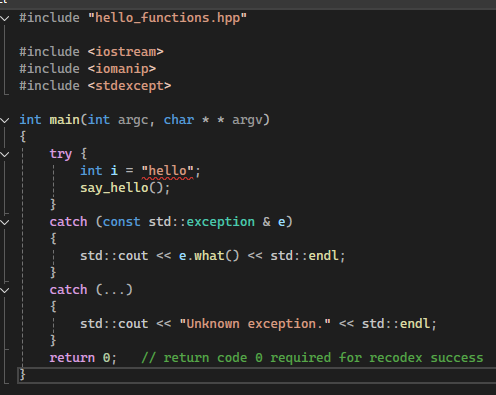 #include "hello_functions.hpp"
#include <iostream>
#include <iomanip>
#include <stdexcept>
int main(int argc, char * * argv)
{
try {
int i = "hello";
say_hello();
}
catch (const std::exception & e)
{
std::cout << e.what() << std::endl;
}
catch (...)
{
std::cout << "Unknown exception." << std::endl;
}
return 0;   // return code 0 required for recodex success
}